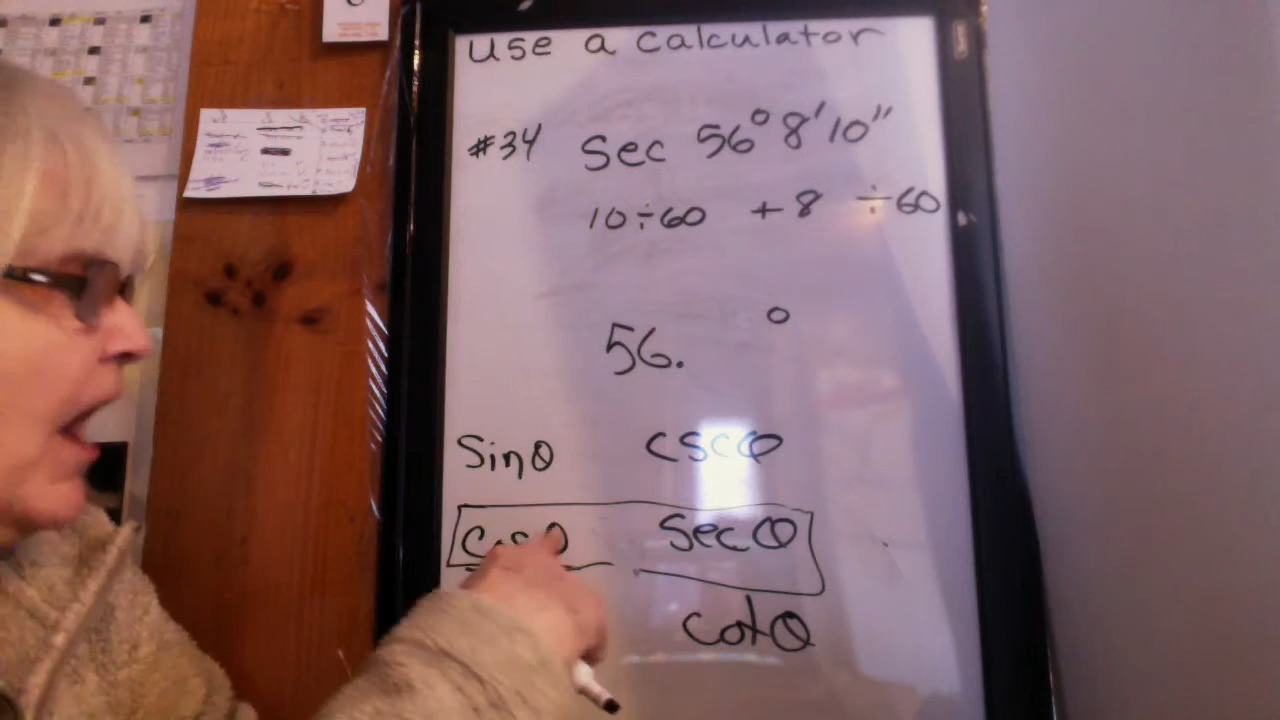 use a calculator
#34 Sec 56° 8' 10"
10÷60 + 8 ÷60
56. °
Sinθ cscθ
cosθ secθ
cotθ